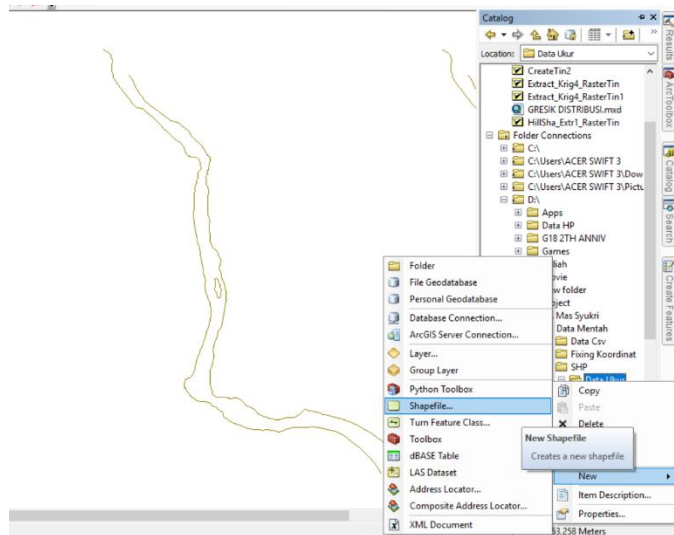 Catalog
Location: Data Ukur
CreateTin2
Extract_Krig4_RasterTin
Extract_Krig4_RasterTin1
GRESIK DISTRIBUSI.mxd
HillSha_Extr1_RasterTin
Folder Connections
C:\
C:\Users\ACER SWIFT 3
C:\Users\ACER SWIFT 3\Dow
C:\Users\ACER SWIFT 3\Pictu
D:\
Apps
Data HP
G18 2TH ANNIV
Games
liah
ovie
w folder
ject
Mas Syukri
Data Mentah
Data Csv
Fixing Koordinat
SHP
Data Ukur
Folder
File Geodatabase
Personal Geodatabase
Database Connection...
ArcGIS Server Connection...
Layer...
Group Layer
Python Toolbox
Shapefile...
Turn Feature Class...
Toolbox
dBASE Table
LAS Dataset
Address Locator...
Composite Address Locator...
XML Document
New Shapefile
Creates a new shapefile
Copy
Paste
Delete
New
Item Description...
Properties...
53,258 Meters
Results
ArcToolbox
Catalog
Search
Create Features